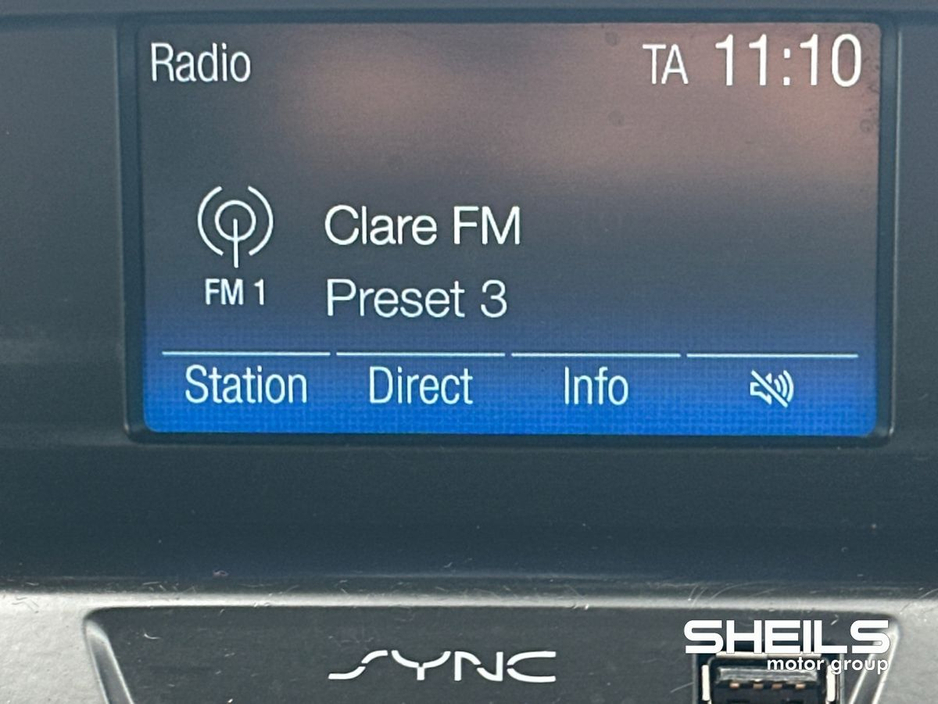 Radio
TA 11:10
Clare FM
FM 1
Preset 3
Station Direct Info
SYNC
SHEILS
motor group